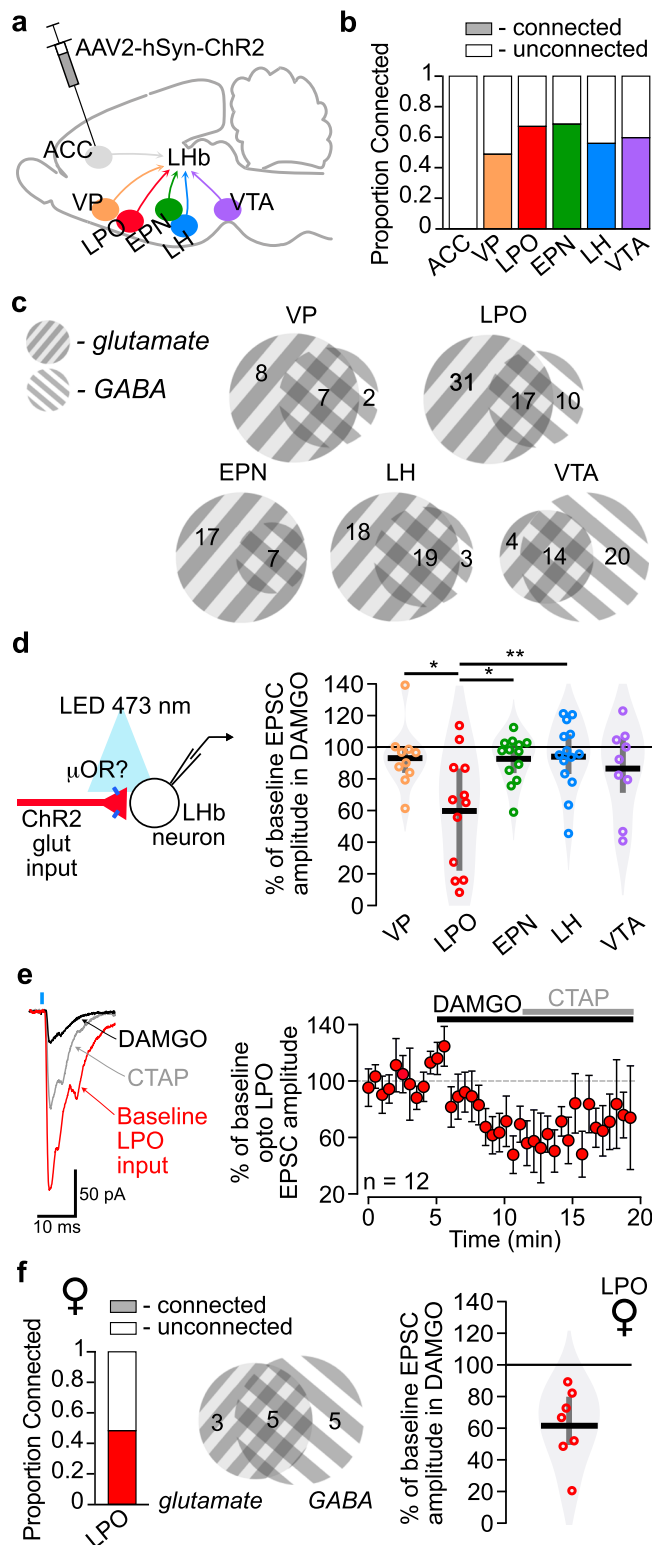 a
AAV2-hSyn-ChR2
ACC
LHb
VP
LPO
EPN
LH
VTA
b
- connected
- unconnected
Proportion Connected
1
0.8
0.6
0.4
0.2
0
ACC
VP
LPO
EPN
LH
VTA
c
- glutamate
- GABA
VP
8
7
2
LPO
31
17
10
EPN
17
7
LH
18
19
3
VTA
4
14
20
d
LED 473 nm
μOR?
ChR2
glut
input
LHb
neuron
% of baseline EPSC
amplitude in DAMGO
140
120
100
80
60
40
20
0
*
*
**
VP
LPO
EPN
LH
VTA
e
DAMGO
CTAP
Baseline
LPO
input
50 pA
10 ms
% of baseline
opto LPO
EPSC amplitude
140
100
60
20
DAMGO
CTAP
n = 12
0
5
10
15
20
Time (min)
f
♀
- connected
- unconnected
Proportion Connected
1
0.8
0.6
0.4
0.2
0
LPO
3
5
5
glutamate
GABA
LPO
♀
% of baseline EPSC
amplitude in DAMGO
140
120
100
80
60
40
20
0